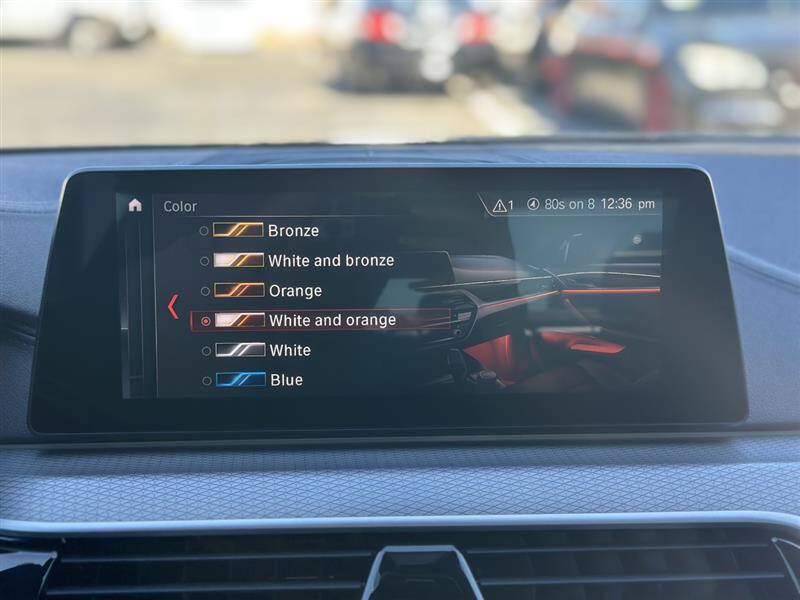 Color
1 80s on 8 12:36 pm
Bronze
White and bronze
Orange
White and orange
White
Blue